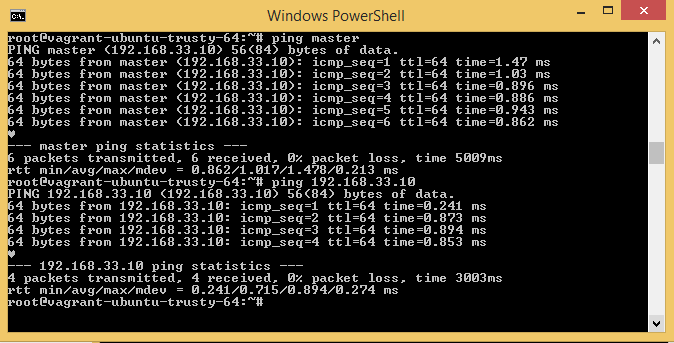 Windows PowerShell
root@vagrant-ubuntu-trusty-64:~# ping master
PING master (192.168.33.10) 56(84) bytes of data.
64 bytes from master (192.168.33.10): icmp_seq=1 ttl=64 time=1.47 ms
64 bytes from master (192.168.33.10): icmp_seq=2 ttl=64 time=1.03 ms
64 bytes from master (192.168.33.10): icmp_seq=3 ttl=64 time=0.896 ms
64 bytes from master (192.168.33.10): icmp_seq=4 ttl=64 time=0.886 ms
64 bytes from master (192.168.33.10): icmp_seq=5 ttl=64 time=0.943 ms
64 bytes from master (192.168.33.10): icmp_seq=6 ttl=64 time=0.862 ms
♥
--- master ping statistics ---
6 packets transmitted, 6 received, 0% packet loss, time 5009ms
rtt min/avg/max/mdev = 0.862/1.017/1.478/0.213 ms
root@vagrant-ubuntu-trusty-64:~# ping 192.168.33.10
PING 192.168.33.10 (192.168.33.10) 56(84) bytes of data.
64 bytes from 192.168.33.10: icmp_seq=1 ttl=64 time=0.241 ms
64 bytes from 192.168.33.10: icmp_seq=2 ttl=64 time=0.873 ms
64 bytes from 192.168.33.10: icmp_seq=3 ttl=64 time=0.894 ms
64 bytes from 192.168.33.10: icmp_seq=4 ttl=64 time=0.853 ms
♥
--- 192.168.33.10 ping statistics ---
4 packets transmitted, 4 received, 0% packet loss, time 3003ms
rtt min/avg/max/mdev = 0.241/0.715/0.894/0.274 ms
root@vagrant-ubuntu-trusty-64:~#